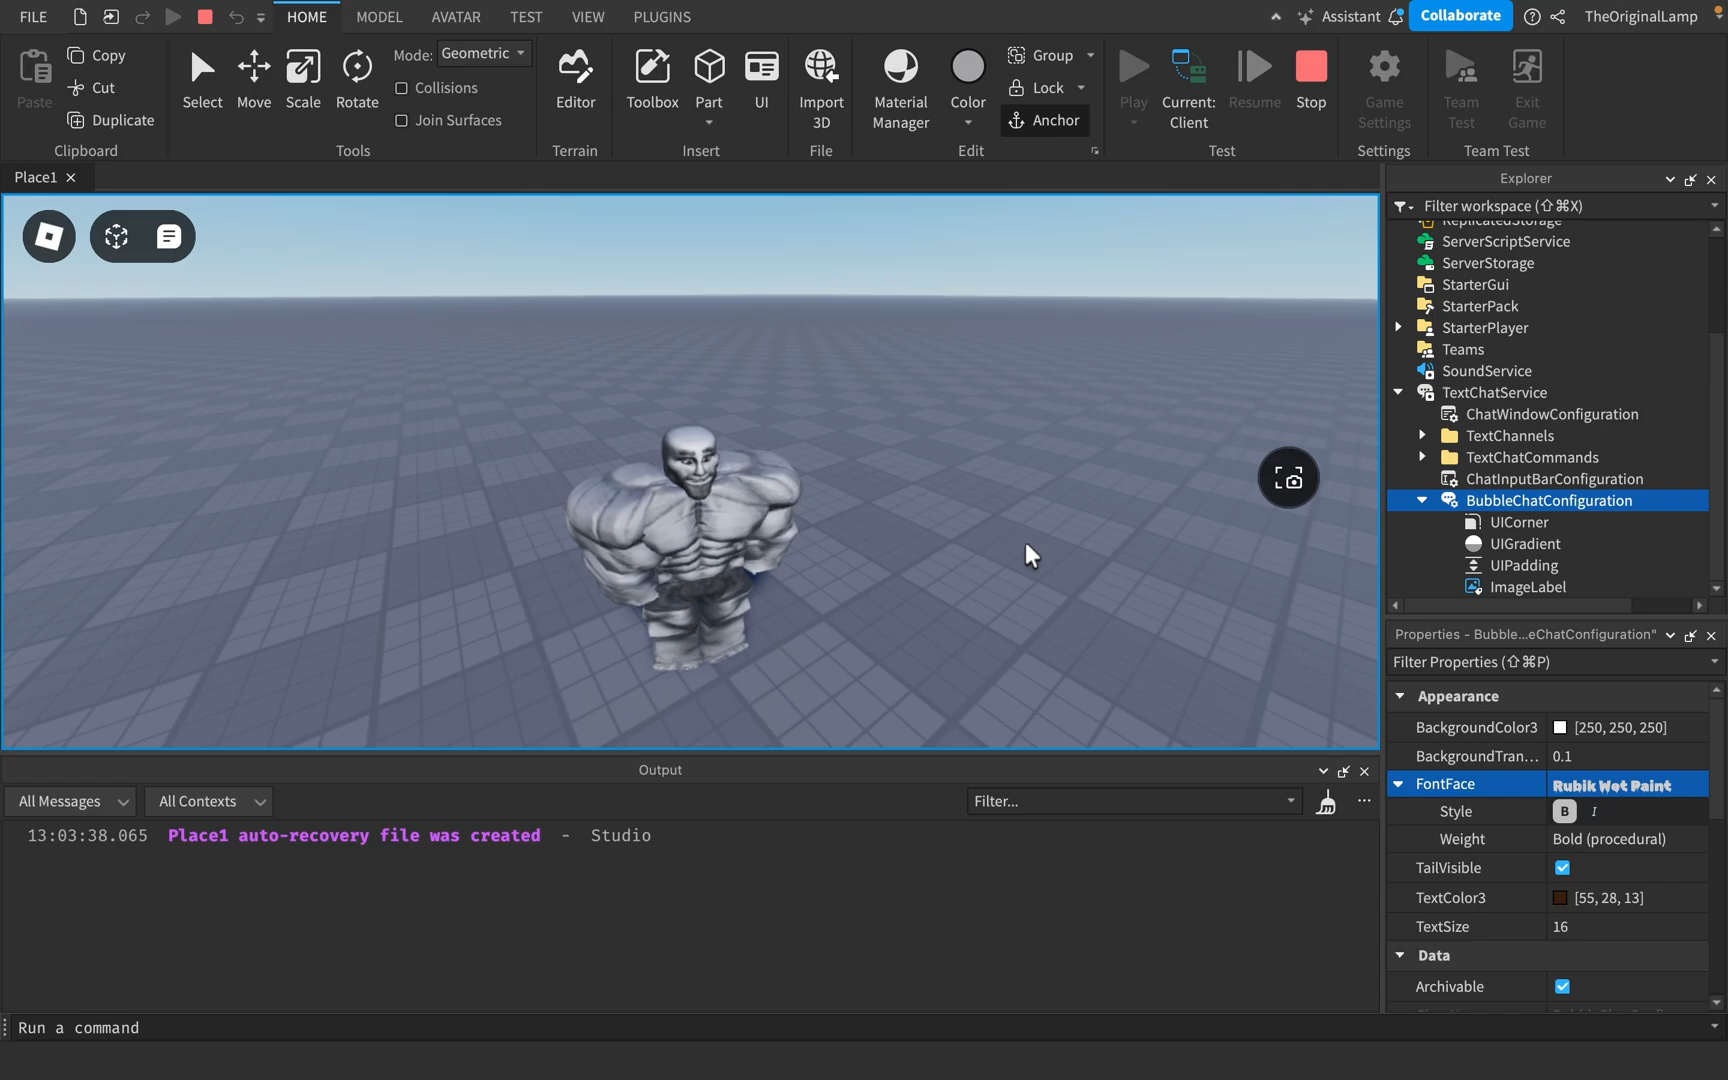 FILE
HOME
MODEL
AVATAR
TEST
VIEW
PLUGINS
Assistant
Collaborate
TheOriginalLamp
Paste
Copy
Cut
Duplicate
Clipboard
Select
Move
Scale
Rotate
Mode: Geometric
Collisions
Join Surfaces
Tools
Editor
Terrain
Toolbox
Part
UI
Insert
Import
3D
File
Material
Manager
Color
Group
Lock
Anchor
Edit
Play
Current:
Client
Resume
Stop
Test
Game
Settings
Settings
Team
Test
Exit
Game
Team Test
Place1
Explorer
Filter workspace (⇧⌘X)
ReplicatedStorage
ServerScriptService
ServerStorage
StarterGui
StarterPack
StarterPlayer
Teams
SoundService
TextChatService
ChatWindowConfiguration
TextChannels
TextChatCommands
ChatInputBarConfiguration
BubbleChatConfiguration
UICorner
UIGradient
UIPadding
ImageLabel
Properties - Bubble...eChatConfiguration"
Filter Properties (⇧⌘P)
Appearance
BackgroundColor3 [250, 250, 250]
BackgroundTran... 0.1
FontFace Rubik Wet Paint
Style B I
Weight Bold (procedural)
TailVisible
TextColor3 [55, 28, 13]
TextSize 16
Data
Archivable
Output
All Messages
All Contexts
Filter...
13:03:38.065 Place1 auto-recovery file was created - Studio
Run a command